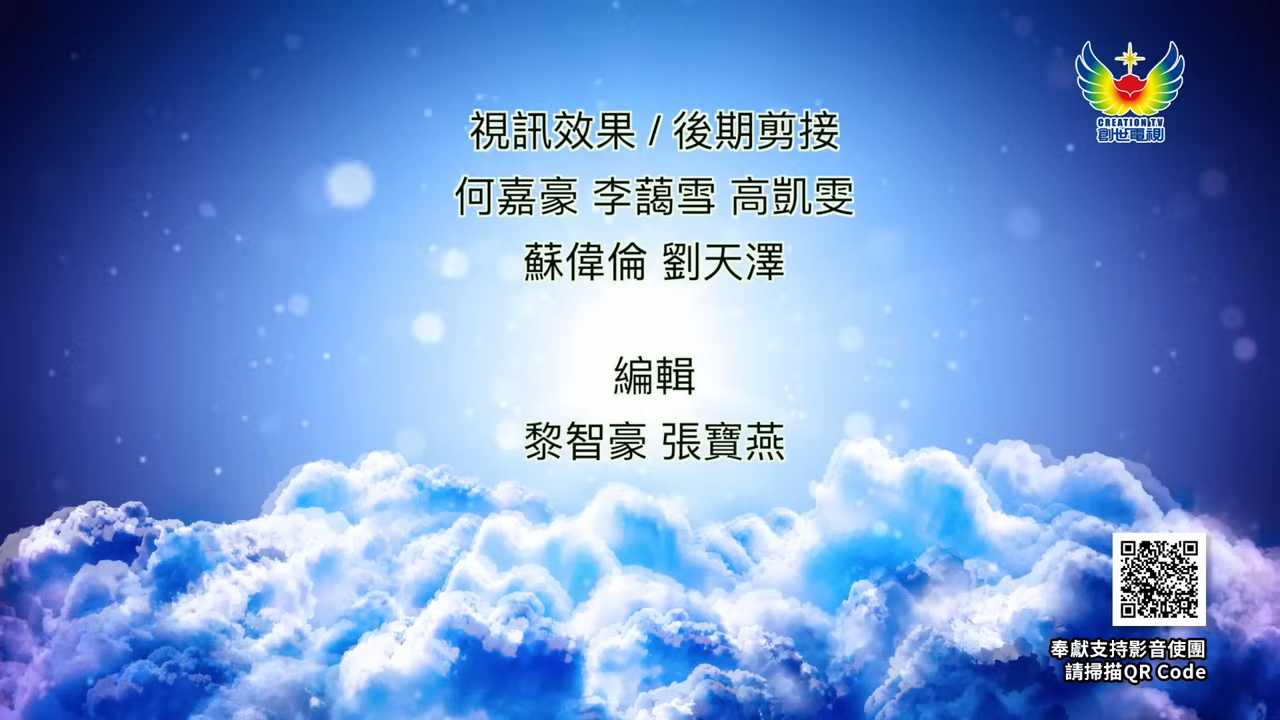 CREATION TV
創世電視
視訊效果 / 後期剪接
何嘉豪 李藹雪 高凱雯
蘇偉倫 劉天澤
編輯
黎智豪 張寶燕
奉獻支持影音使團
請掃描QR Code